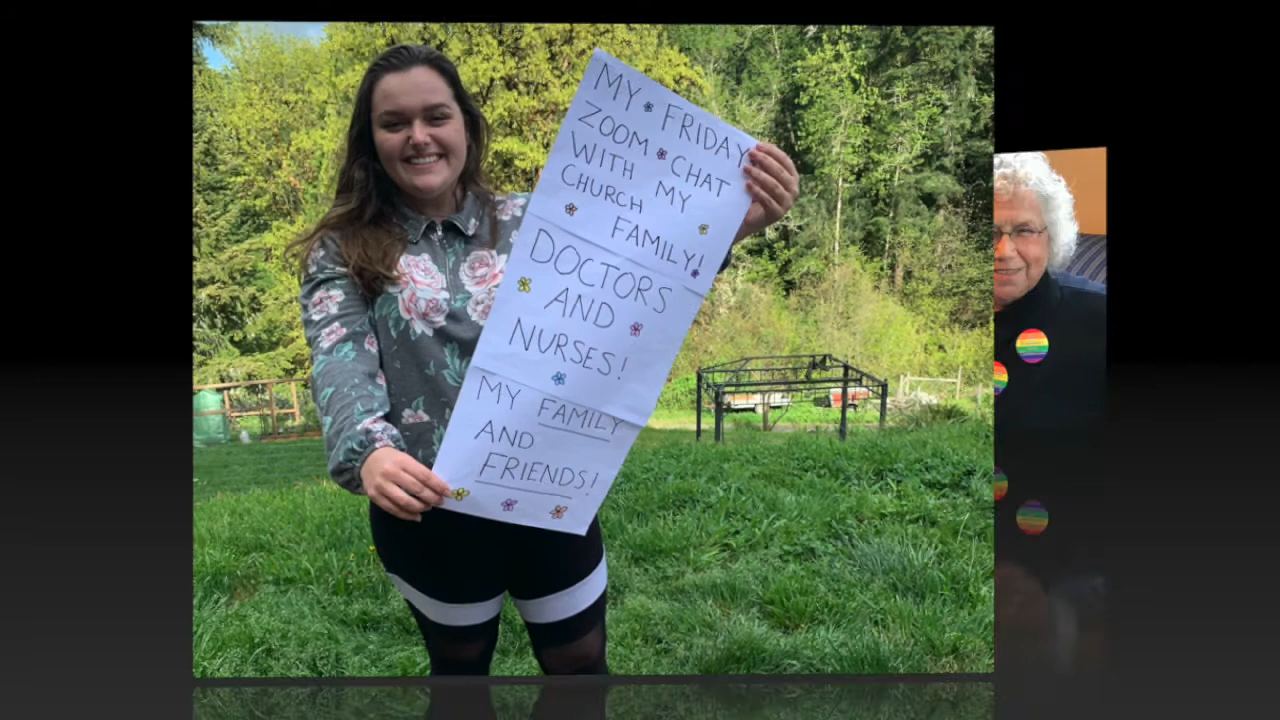 MY FRIDAY
ZOOM CHAT
WITH MY
CHURCH
FAMILY!
DOCTORS
AND
NURSES!
MY FAMILY
AND
FRIENDS!